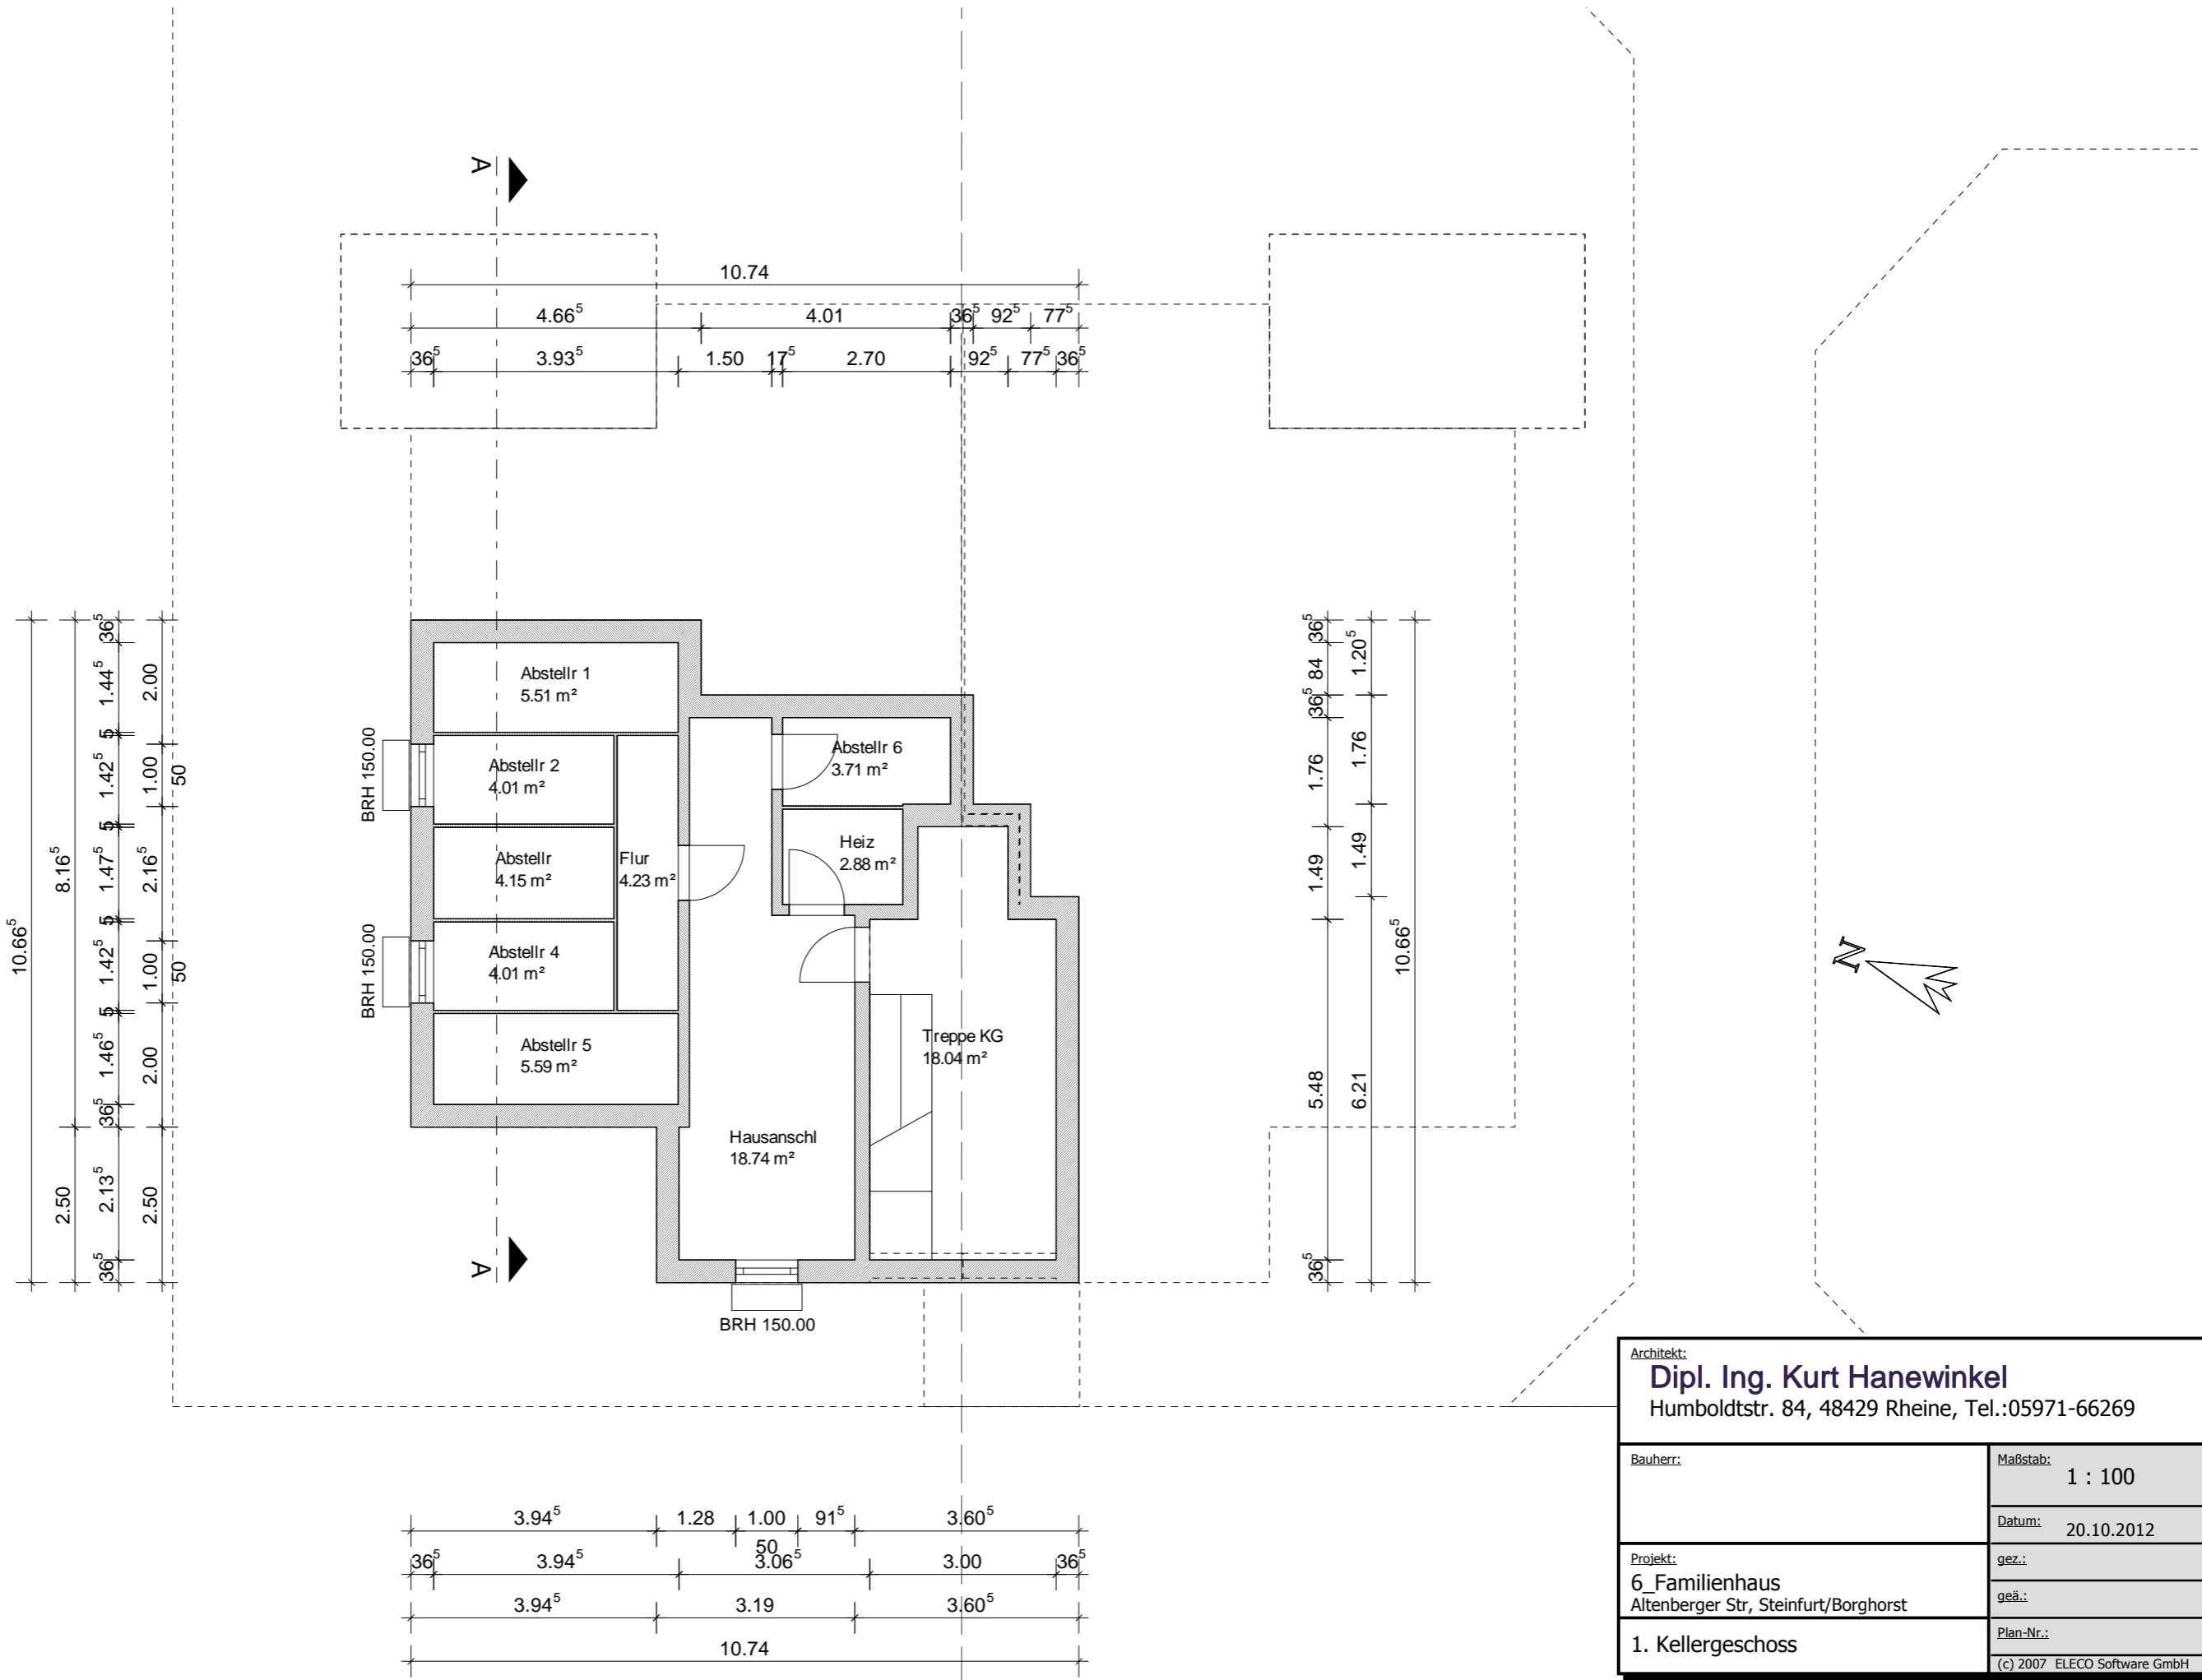 A
10.74
4.66⁵ 4.01 36⁵ 92⁵ 77⁵
36⁵ 3.93⁵ 1.50 17⁵ 2.70 92⁵ 77⁵ 36⁵
10.66⁵
8.16⁵ 2.50
36⁵ 1.44⁵ 5 1.42⁵ 5 1.47⁵ 5 1.42⁵ 5 1.46⁵ 36⁵ 2.13⁵ 36⁵
2.00 1.00 2.16⁵ 1.00 2.00 2.50
50
50
BRH 150.00
BRH 150.00
Abstellr 1
5.51 m²
Abstellr 2
4.01 m²
Abstellr
4.15 m²
Abstellr 4
4.01 m²
Abstellr 5
5.59 m²
Flur
4.23 m²
Abstellr 6
3.71 m²
Heiz
2.88 m²
Treppe KG
18.04 m²
Hausanschl
18.74 m²
BRH 150.00
A
36⁵ 84 36⁵ 1.76 1.49 5.48 36⁵
1.20⁵ 1.76 1.49 6.21
10.66⁵
N
3.94⁵ 1.28 1.00 91⁵ 3.60⁵
50
36⁵ 3.94⁵ 3.06⁵ 3.00 36⁵
3.94⁵ 3.19 3.60⁵
10.74
Architekt:
Dipl. Ing. Kurt Hanewinkel
Humboldtstr. 84, 48429 Rheine, Tel.:05971-66269
Bauherr:
Maßstab: 1 : 100
Datum: 20.10.2012
Projekt:
6_Familienhaus
Altenberger Str, Steinfurt/Borghorst
gez.:
geä.:
1. Kellergeschoss
Plan-Nr.:
(c) 2007 ELECO Software GmbH